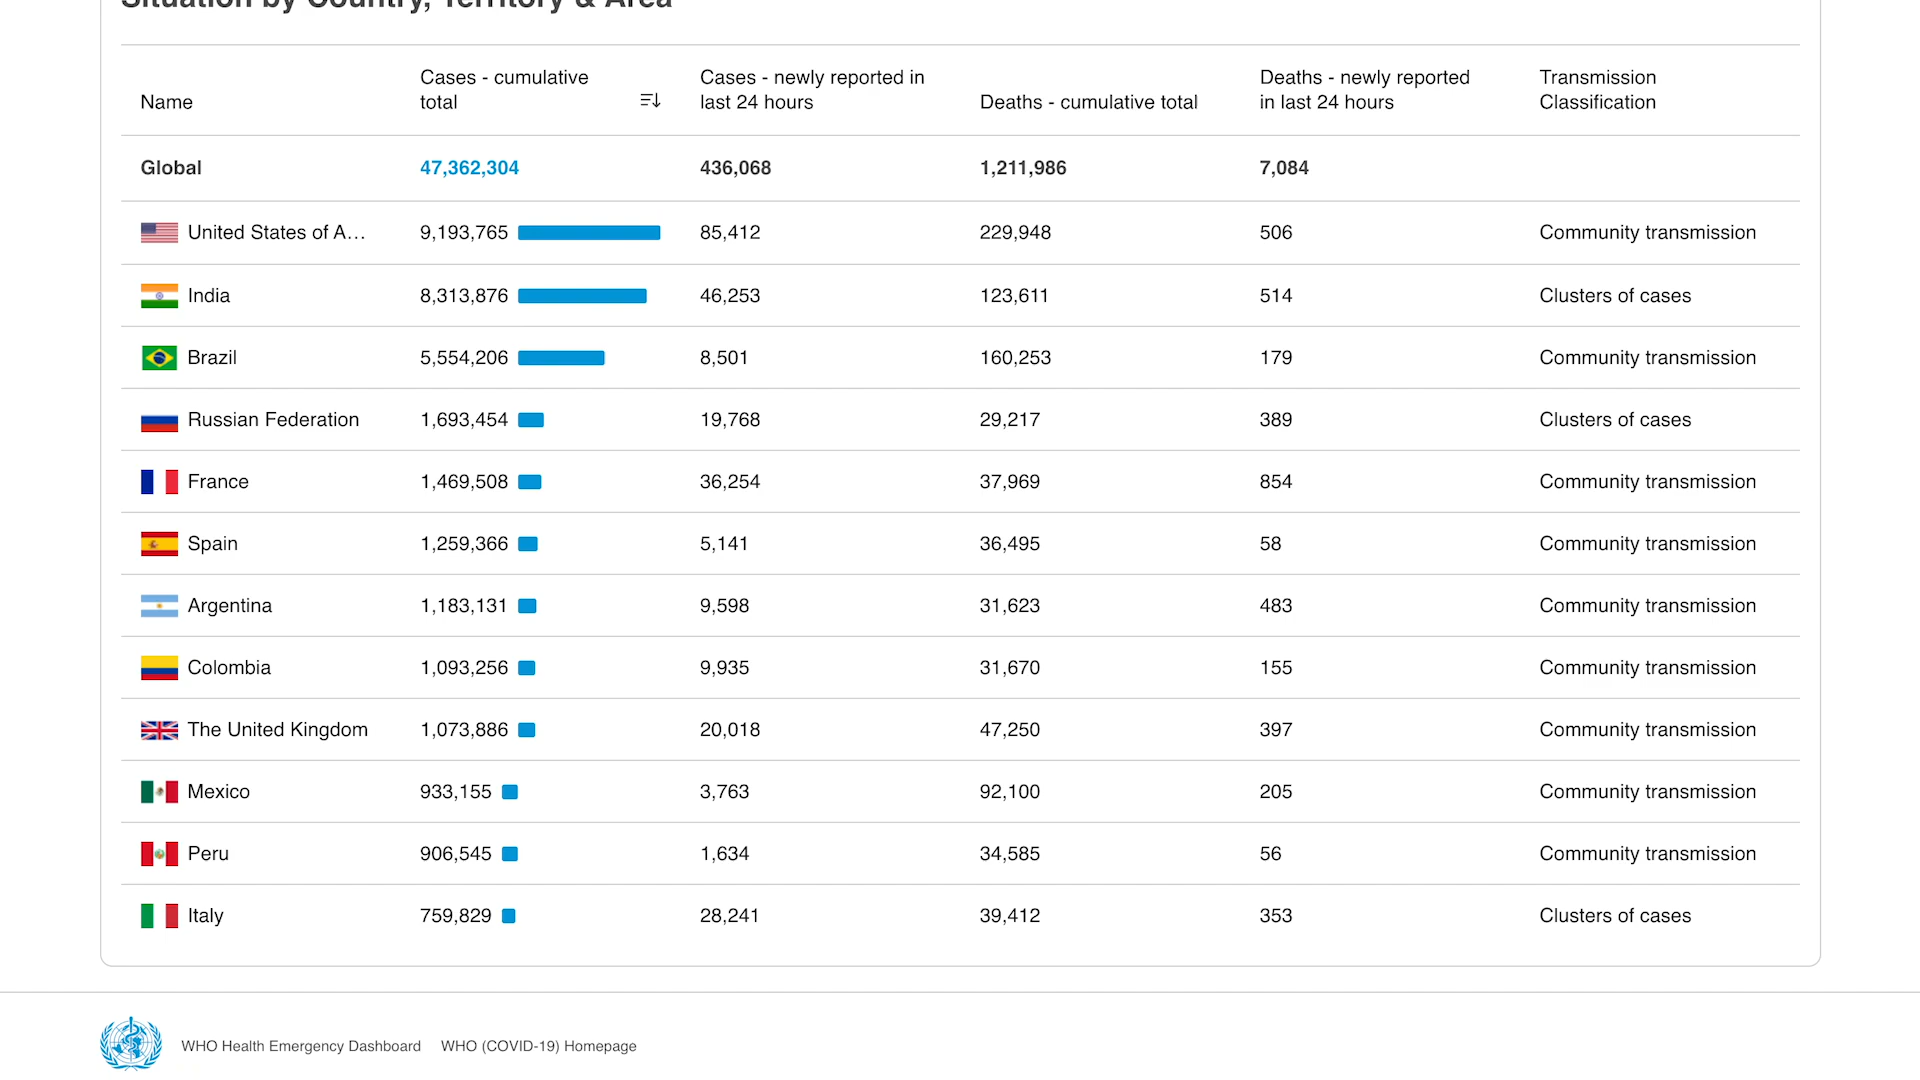 Situation by Country, Territory & Area
Name
Cases - cumulative total
Cases - newly reported in last 24 hours
Deaths - cumulative total
Deaths - newly reported in last 24 hours
Transmission Classification
Global 47,362,304 436,068 1,211,986 7,084
United States of A… 9,193,765 85,412 229,948 506 Community transmission
India 8,313,876 46,253 123,611 514 Clusters of cases
Brazil 5,554,206 8,501 160,253 179 Community transmission
Russian Federation 1,693,454 19,768 29,217 389 Clusters of cases
France 1,469,508 36,254 37,969 854 Community transmission
Spain 1,259,366 5,141 36,495 58 Community transmission
Argentina 1,183,131 9,598 31,623 483 Community transmission
Colombia 1,093,256 9,935 31,670 155 Community transmission
The United Kingdom 1,073,886 20,018 47,250 397 Community transmission
Mexico 933,155 3,763 92,100 205 Community transmission
Peru 906,545 1,634 34,585 56 Community transmission
Italy 759,829 28,241 39,412 353 Clusters of cases
WHO Health Emergency Dashboard WHO (COVID-19) Homepage